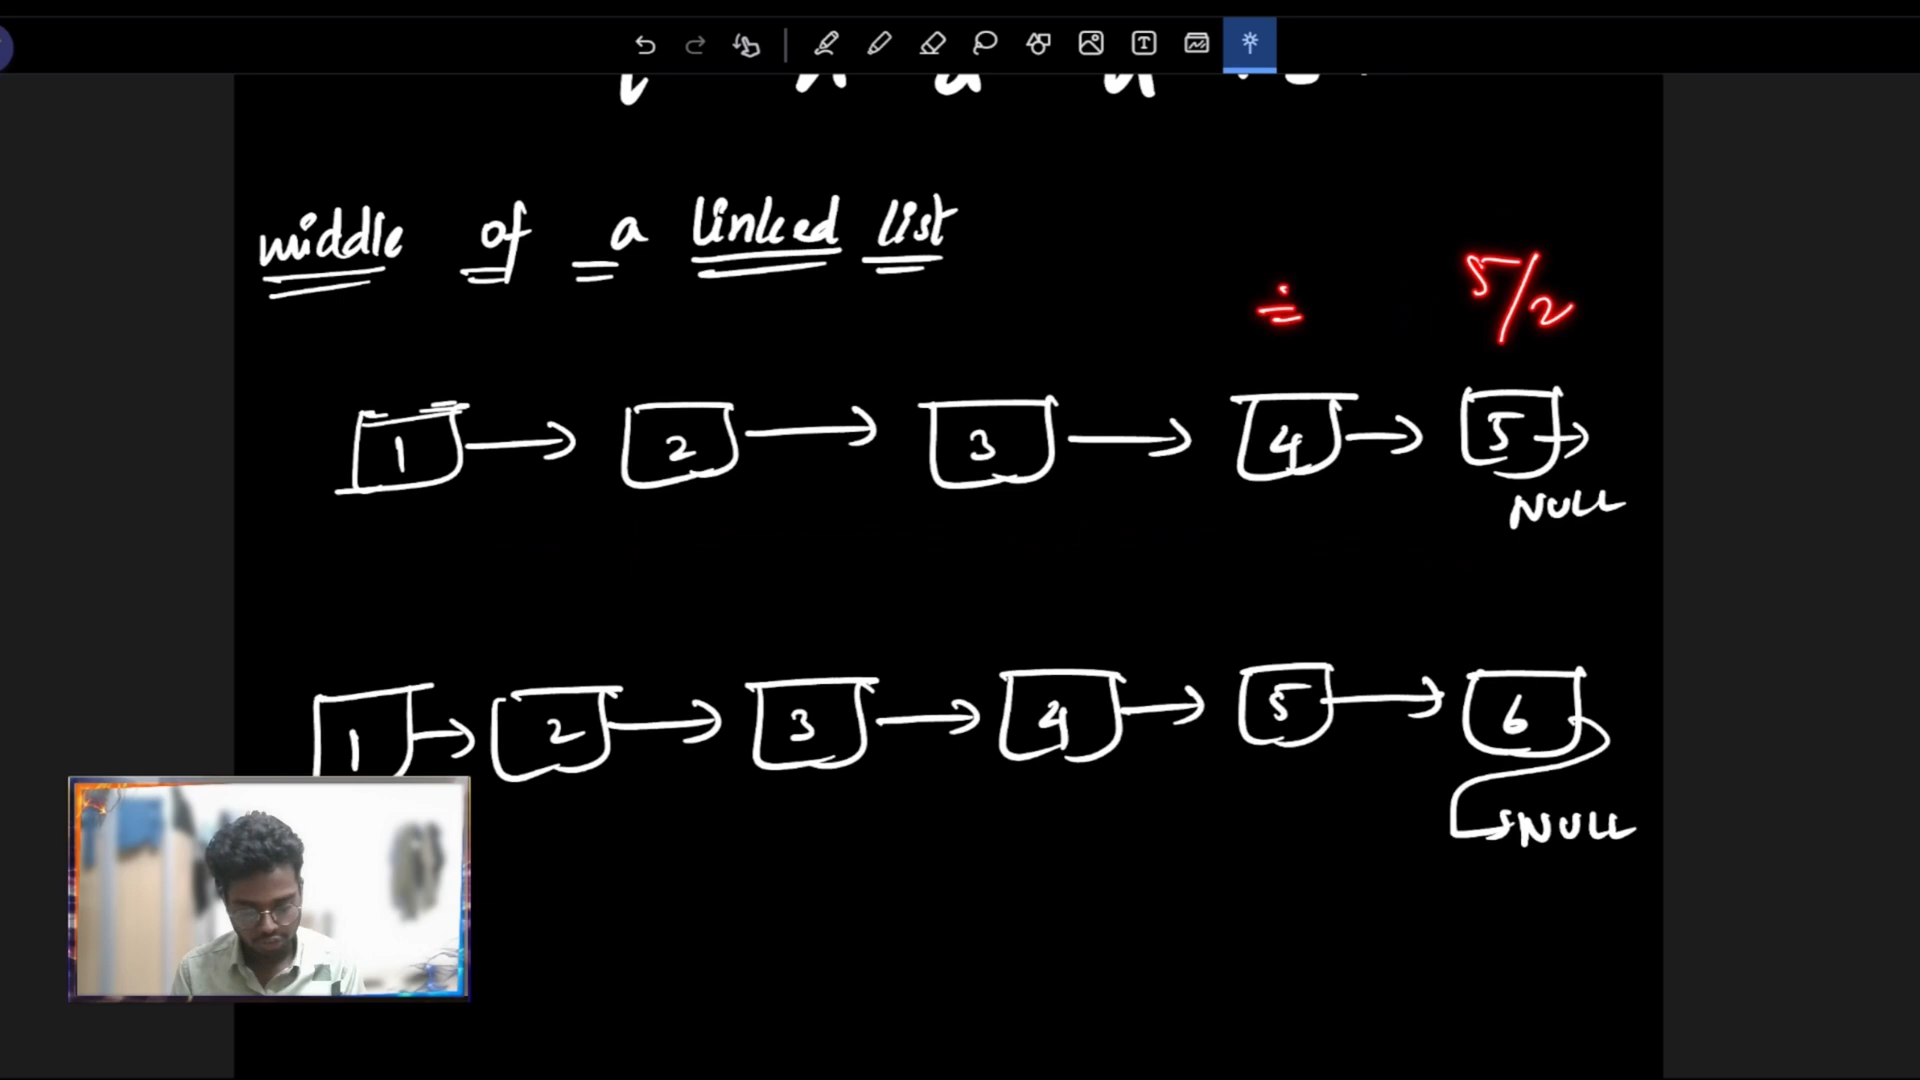 middle of a linked list
÷ 5/2
1 → 2 → 3 → 4 → 5 →
NULL
1 → 2 → 3 → 4 → 5 → 6
NULL